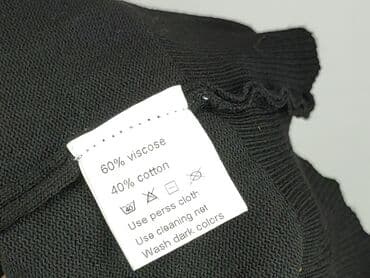 60% viscose
40% cotton
Use perss cloth
Use cleaning net
Wash dark colors